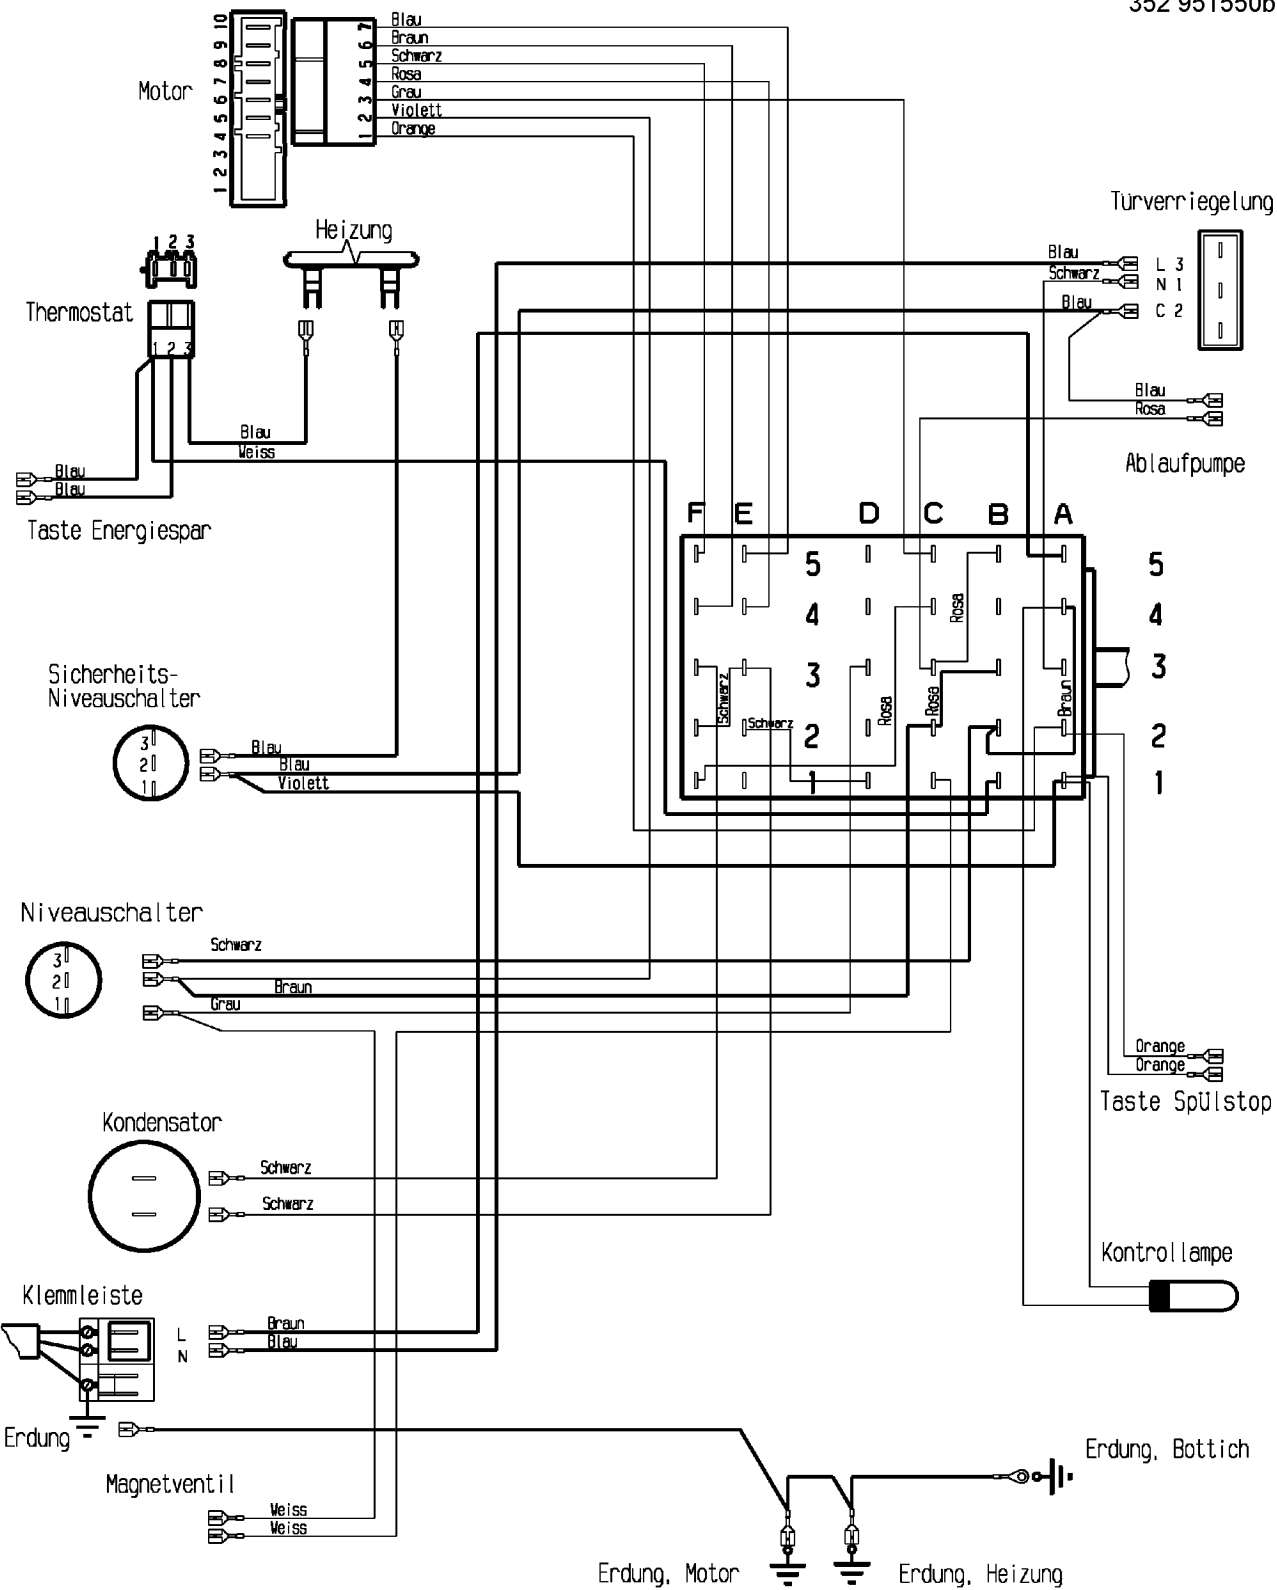 352 951550b
Motor
10
9
8
7
6
5
4
3
2
1
7
6
5
4
3
2
1
Blau
Braun
Schwarz
Rosa
Grau
Violett
Orange
Türverriegelung
Blau
L 3
Schwarz
N 1
Blau
C 2
Heizung
1 2 3
Thermostat
1 2 3
Blau
Rosa
Ablaufpumpe
Blau
Weiss
Blau
Blau
Taste Energiespar
F E D C B A
5 5
4 4
3 3
2 2
1 1
Rosa
Schwarz
Schwarz
Rosa
Rosa
Braun
Sicherheits-
Niveauschalter
3
2
1
Blau
Blau
Violett
Niveauschalter
3
2
1
Schwarz
Braun
Grau
Orange
Orange
Taste Spülstop
Kondensator
Schwarz
Schwarz
Kontrollampe
Klemmleiste
L
N
Braun
Blau
Erdung
Erdung, Bottich
Magnetventil
Weiss
Weiss
Erdung, Motor
Erdung, Heizung